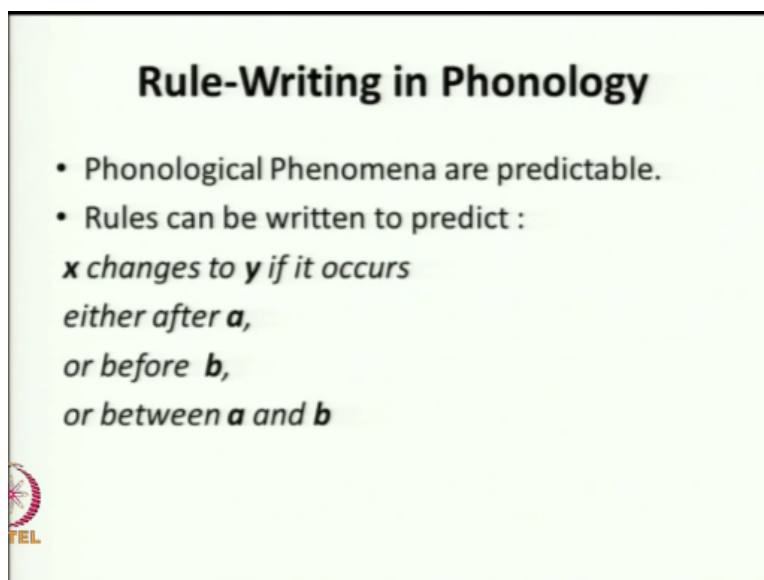 Rule-Writing in Phonology
• Phonological Phenomena are predictable.
• Rules can be written to predict :
x changes to y if it occurs
either after a,
or before b,
or between a and b
TEL